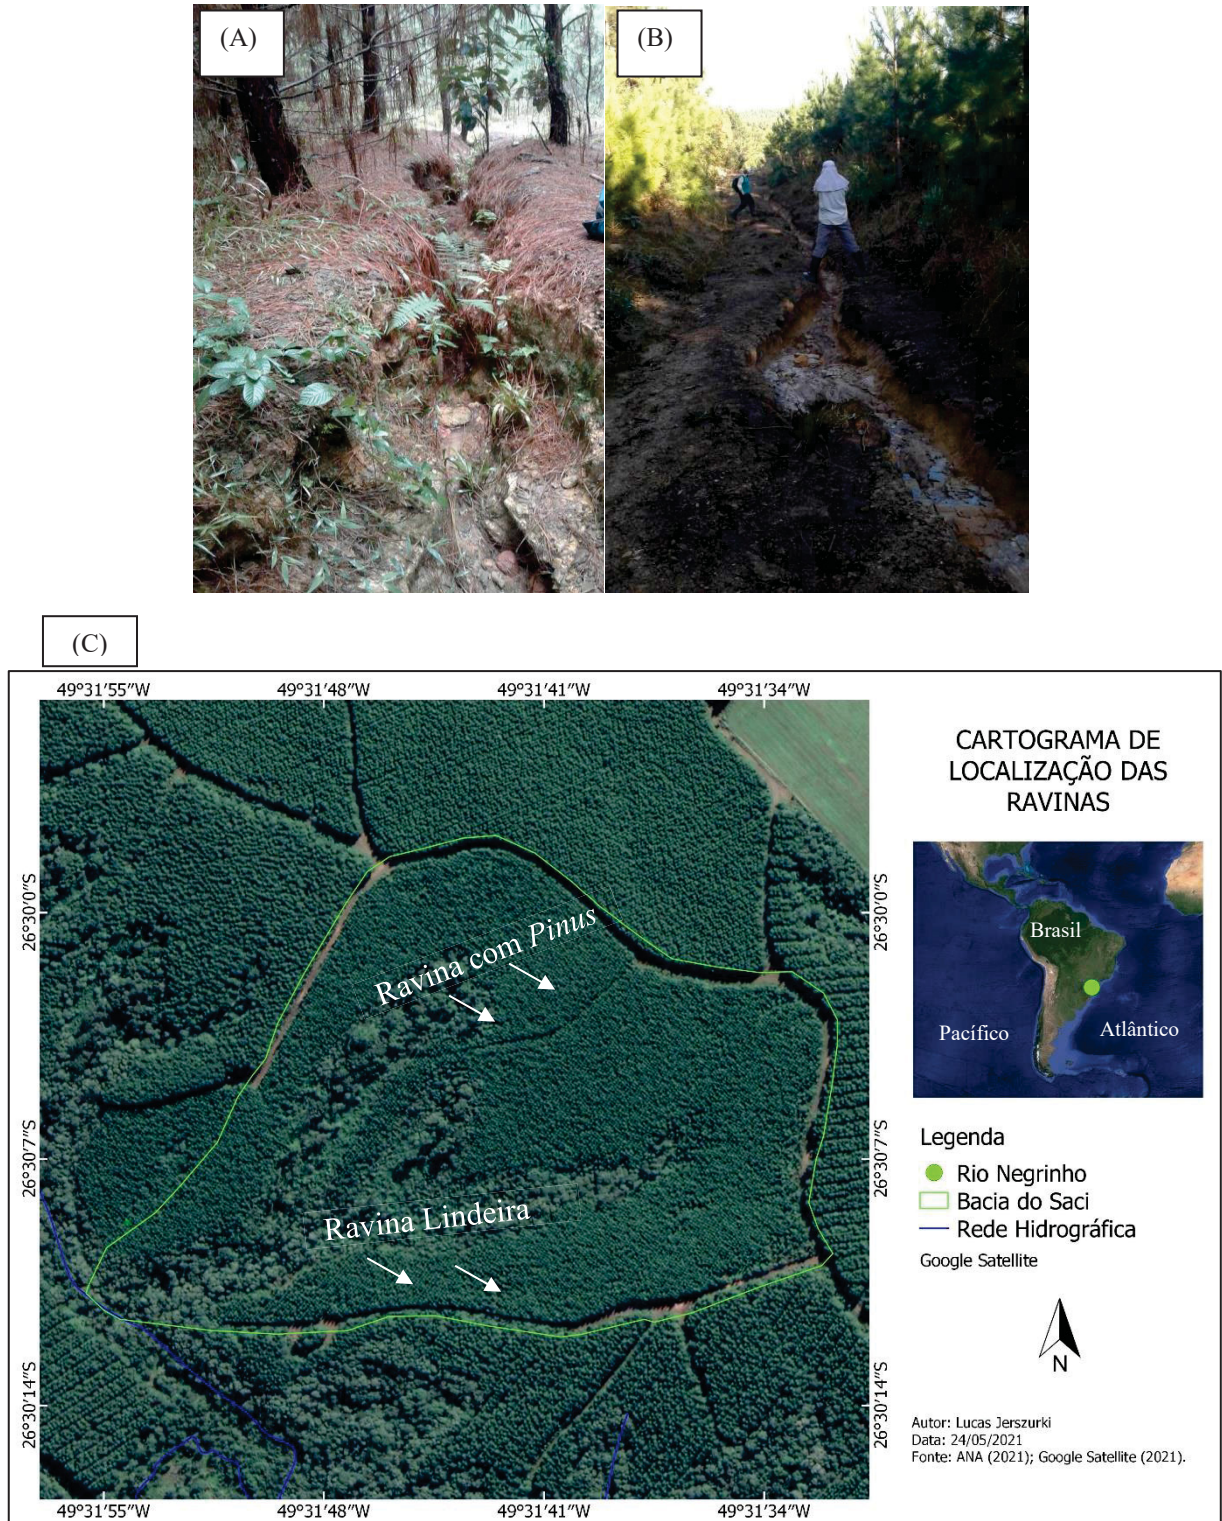 (A)
(B)
(C)
49°31'55"W
49°31'48"W
49°31'41"W
49°31'34"W
26°30'0"S
26°30'7"S
26°30'14"S
Ravina com Pinus
Ravina Lindeira
26°30'0"S
26°30'7"S
26°30'14"S
49°31'55"W
49°31'48"W
49°31'41"W
49°31'34"W
CARTOGRAMA DE
LOCALIZAÇÃO DAS
RAVINAS
Brasil
Pacífico
Atlântico
Legenda
Rio Negrinho
Bacia do Saci
Rede Hidrográfica
Google Satellite
N
Autor: Lucas Jerszurki
Data: 24/05/2021
Fonte: ANA (2021); Google Satellite (2021).